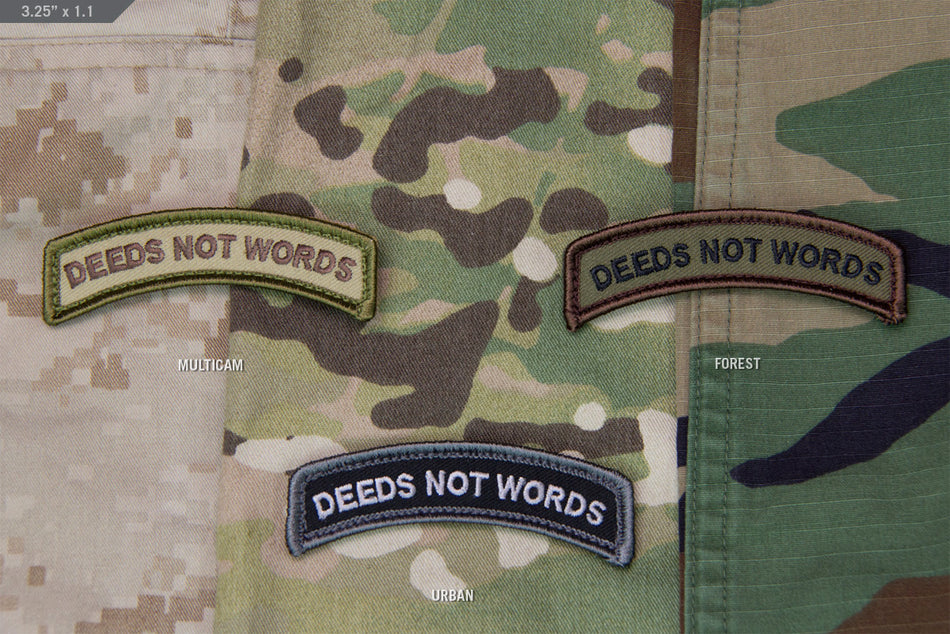 3.25” x 1.1
DEEDS NOT WORDS
DEEDS NOT WORDS
MULTICAM
FOREST
DEEDS NOT WORDS
URBAN